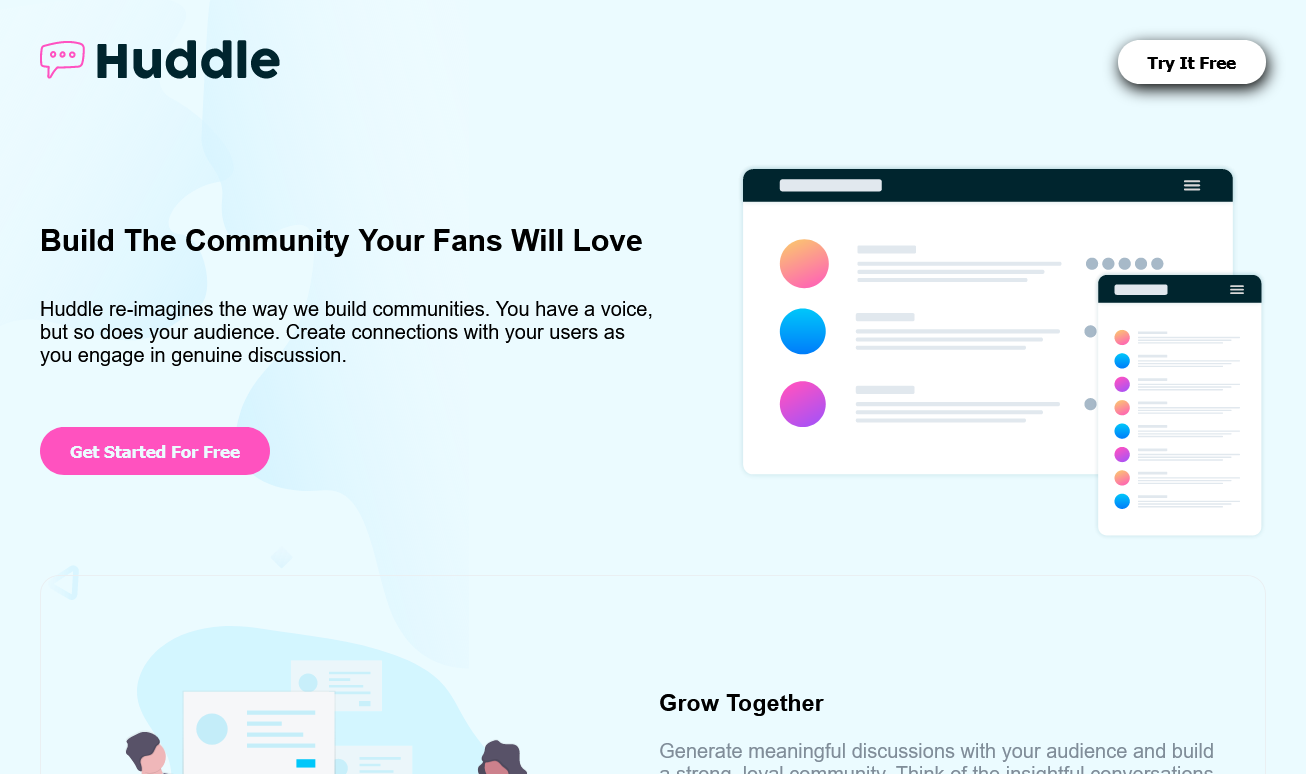 Huddle
Try It Free
Build The Community Your Fans Will Love
Huddle re-imagines the way we build communities. You have a voice,
but so does your audience. Create connections with your users as
you engage in genuine discussion.
Get Started For Free
Grow Together
Generate meaningful discussions with your audience and build
a strong, loyal community. Think of the insightful conversations